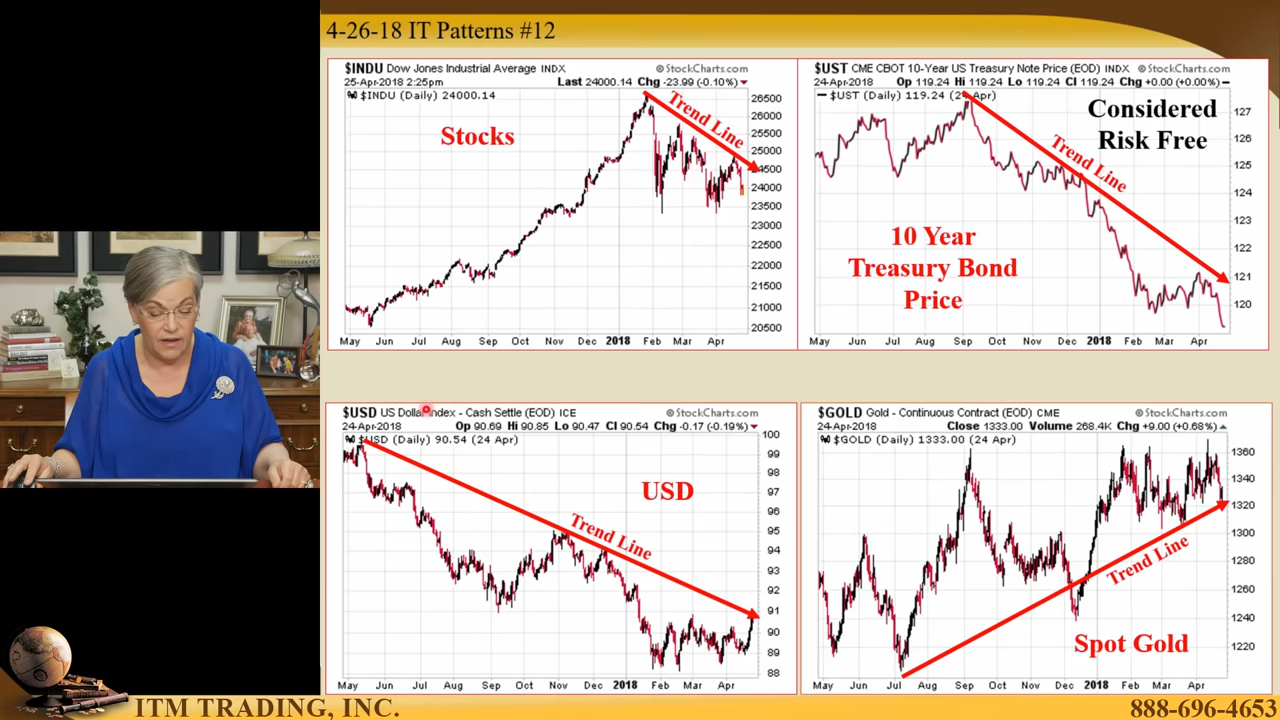 4-26-18 IT Patterns #12
$INDU Dow Jones Industrial Average INDX
© StockCharts.com
25-Apr-2018 2:25pm
Last 24000.14 Chg -23.99 (-0.10%)
$INDU (Daily) 24000.14
Stocks
Trend Line
26500
26000
25500
25000
24500
24000
23500
23000
22500
22000
21500
21000
20500
May Jun Jul Aug Sep Oct Nov Dec 2018 Feb Mar Apr
$UST CME CBOT 10-Year US Treasury Note Price (EOD) INDX
© StockCharts.com
24-Apr-2018
Op 119.24 Hi 119.24 Lo 119.24 Cl 119.24 Chg +0.00 (+0.00%)
$UST (Daily) 119.24 (24 Apr)
Considered
Risk Free
Trend Line
10 Year
Treasury Bond
Price
127
126
125
124
123
122
121
120
May Jun Jul Aug Sep Oct Nov Dec 2018 Feb Mar Apr
$USD US Dollar Index - Cash Settle (EOD) ICE
© StockCharts.com
24-Apr-2018
Op 90.69 Hi 90.85 Lo 90.47 Cl 90.54 Chg -0.17 (-0.19%)
$USD (Daily) 90.54 (24 Apr)
USD
Trend Line
100
99
98
97
96
95
94
93
92
91
90
89
88
May Jun Jul Aug Sep Oct Nov Dec 2018 Feb Mar Apr
$GOLD Gold - Continuous Contract (EOD) CME
© StockCharts.com
24-Apr-2018
Close 1333.00 Volume 268.4K Chg +9.00 (+0.68%)
$GOLD (Daily) 1333.00 (24 Apr)
Trend Line
Spot Gold
1360
1340
1320
1300
1280
1260
1240
1220
May Jun Jul Aug Sep Oct Nov Dec 2018 Feb Mar Apr
ITM TRADING, INC.
888-696-4653